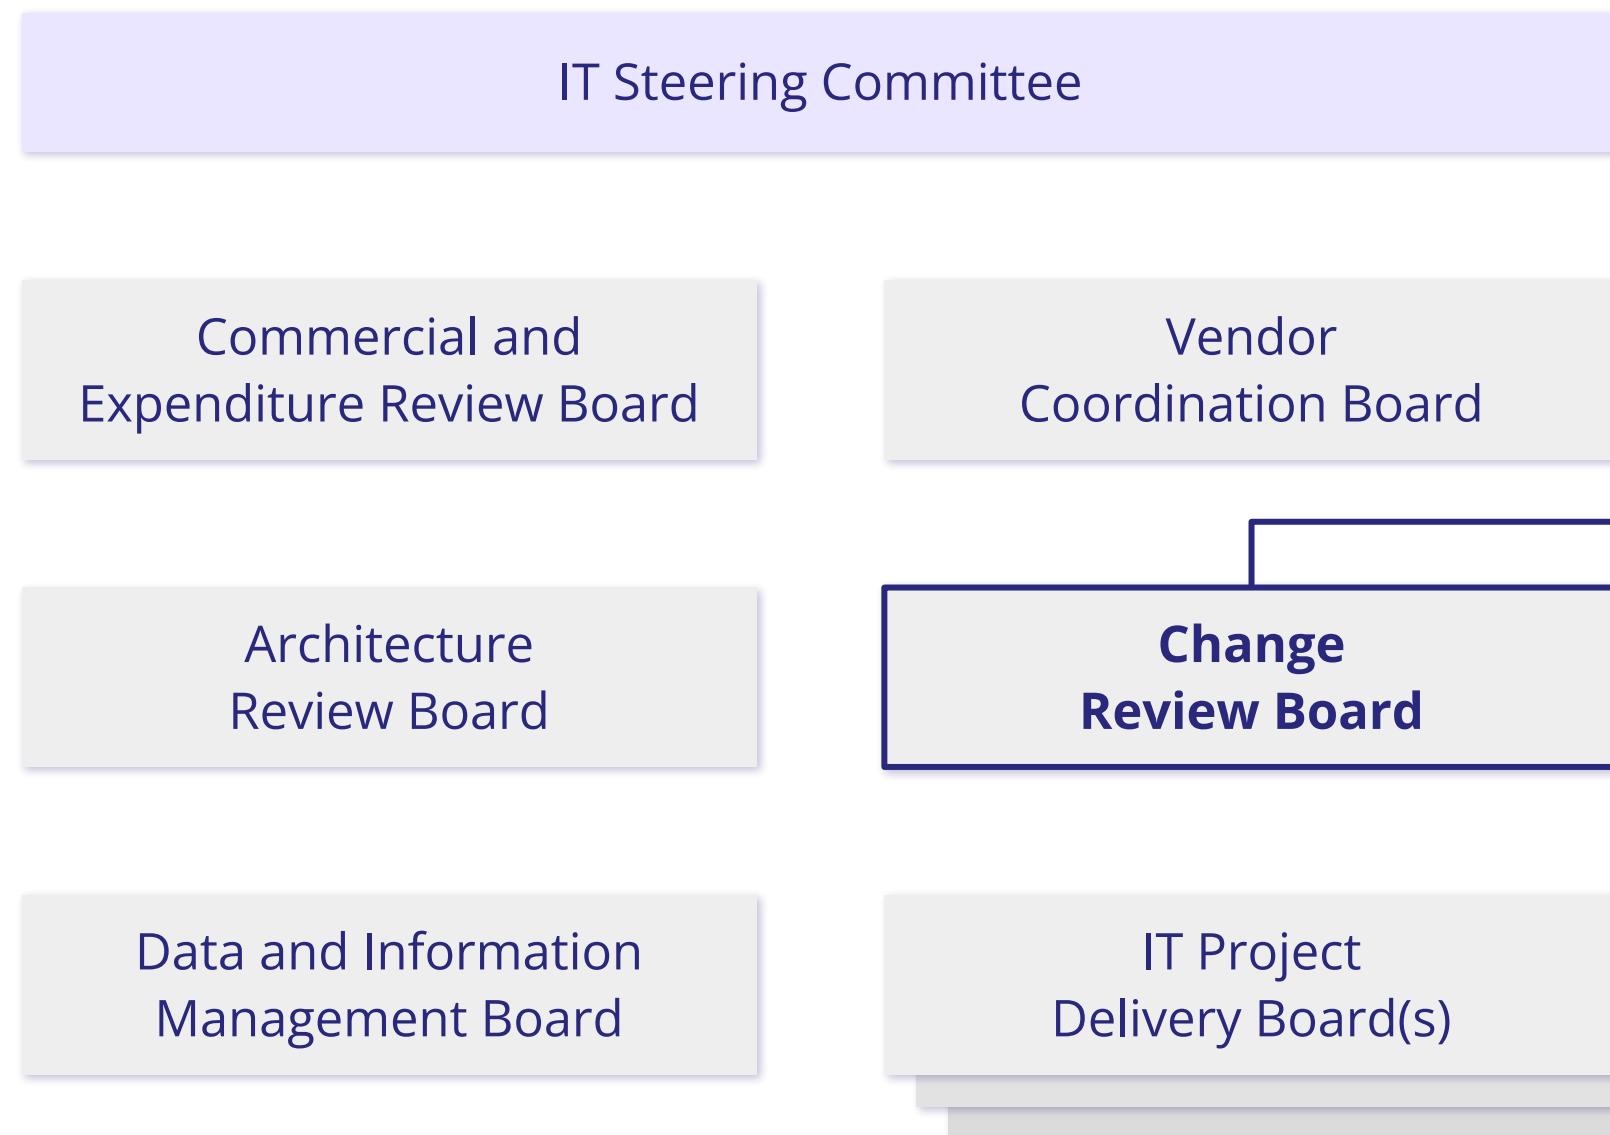 IT Steering Committee
Commercial and
Expenditure Review Board
Vendor
Coordination Board
Architecture
Review Board
Change
Review Board
Data and Information
Management Board
IT Project
Delivery Board(s)